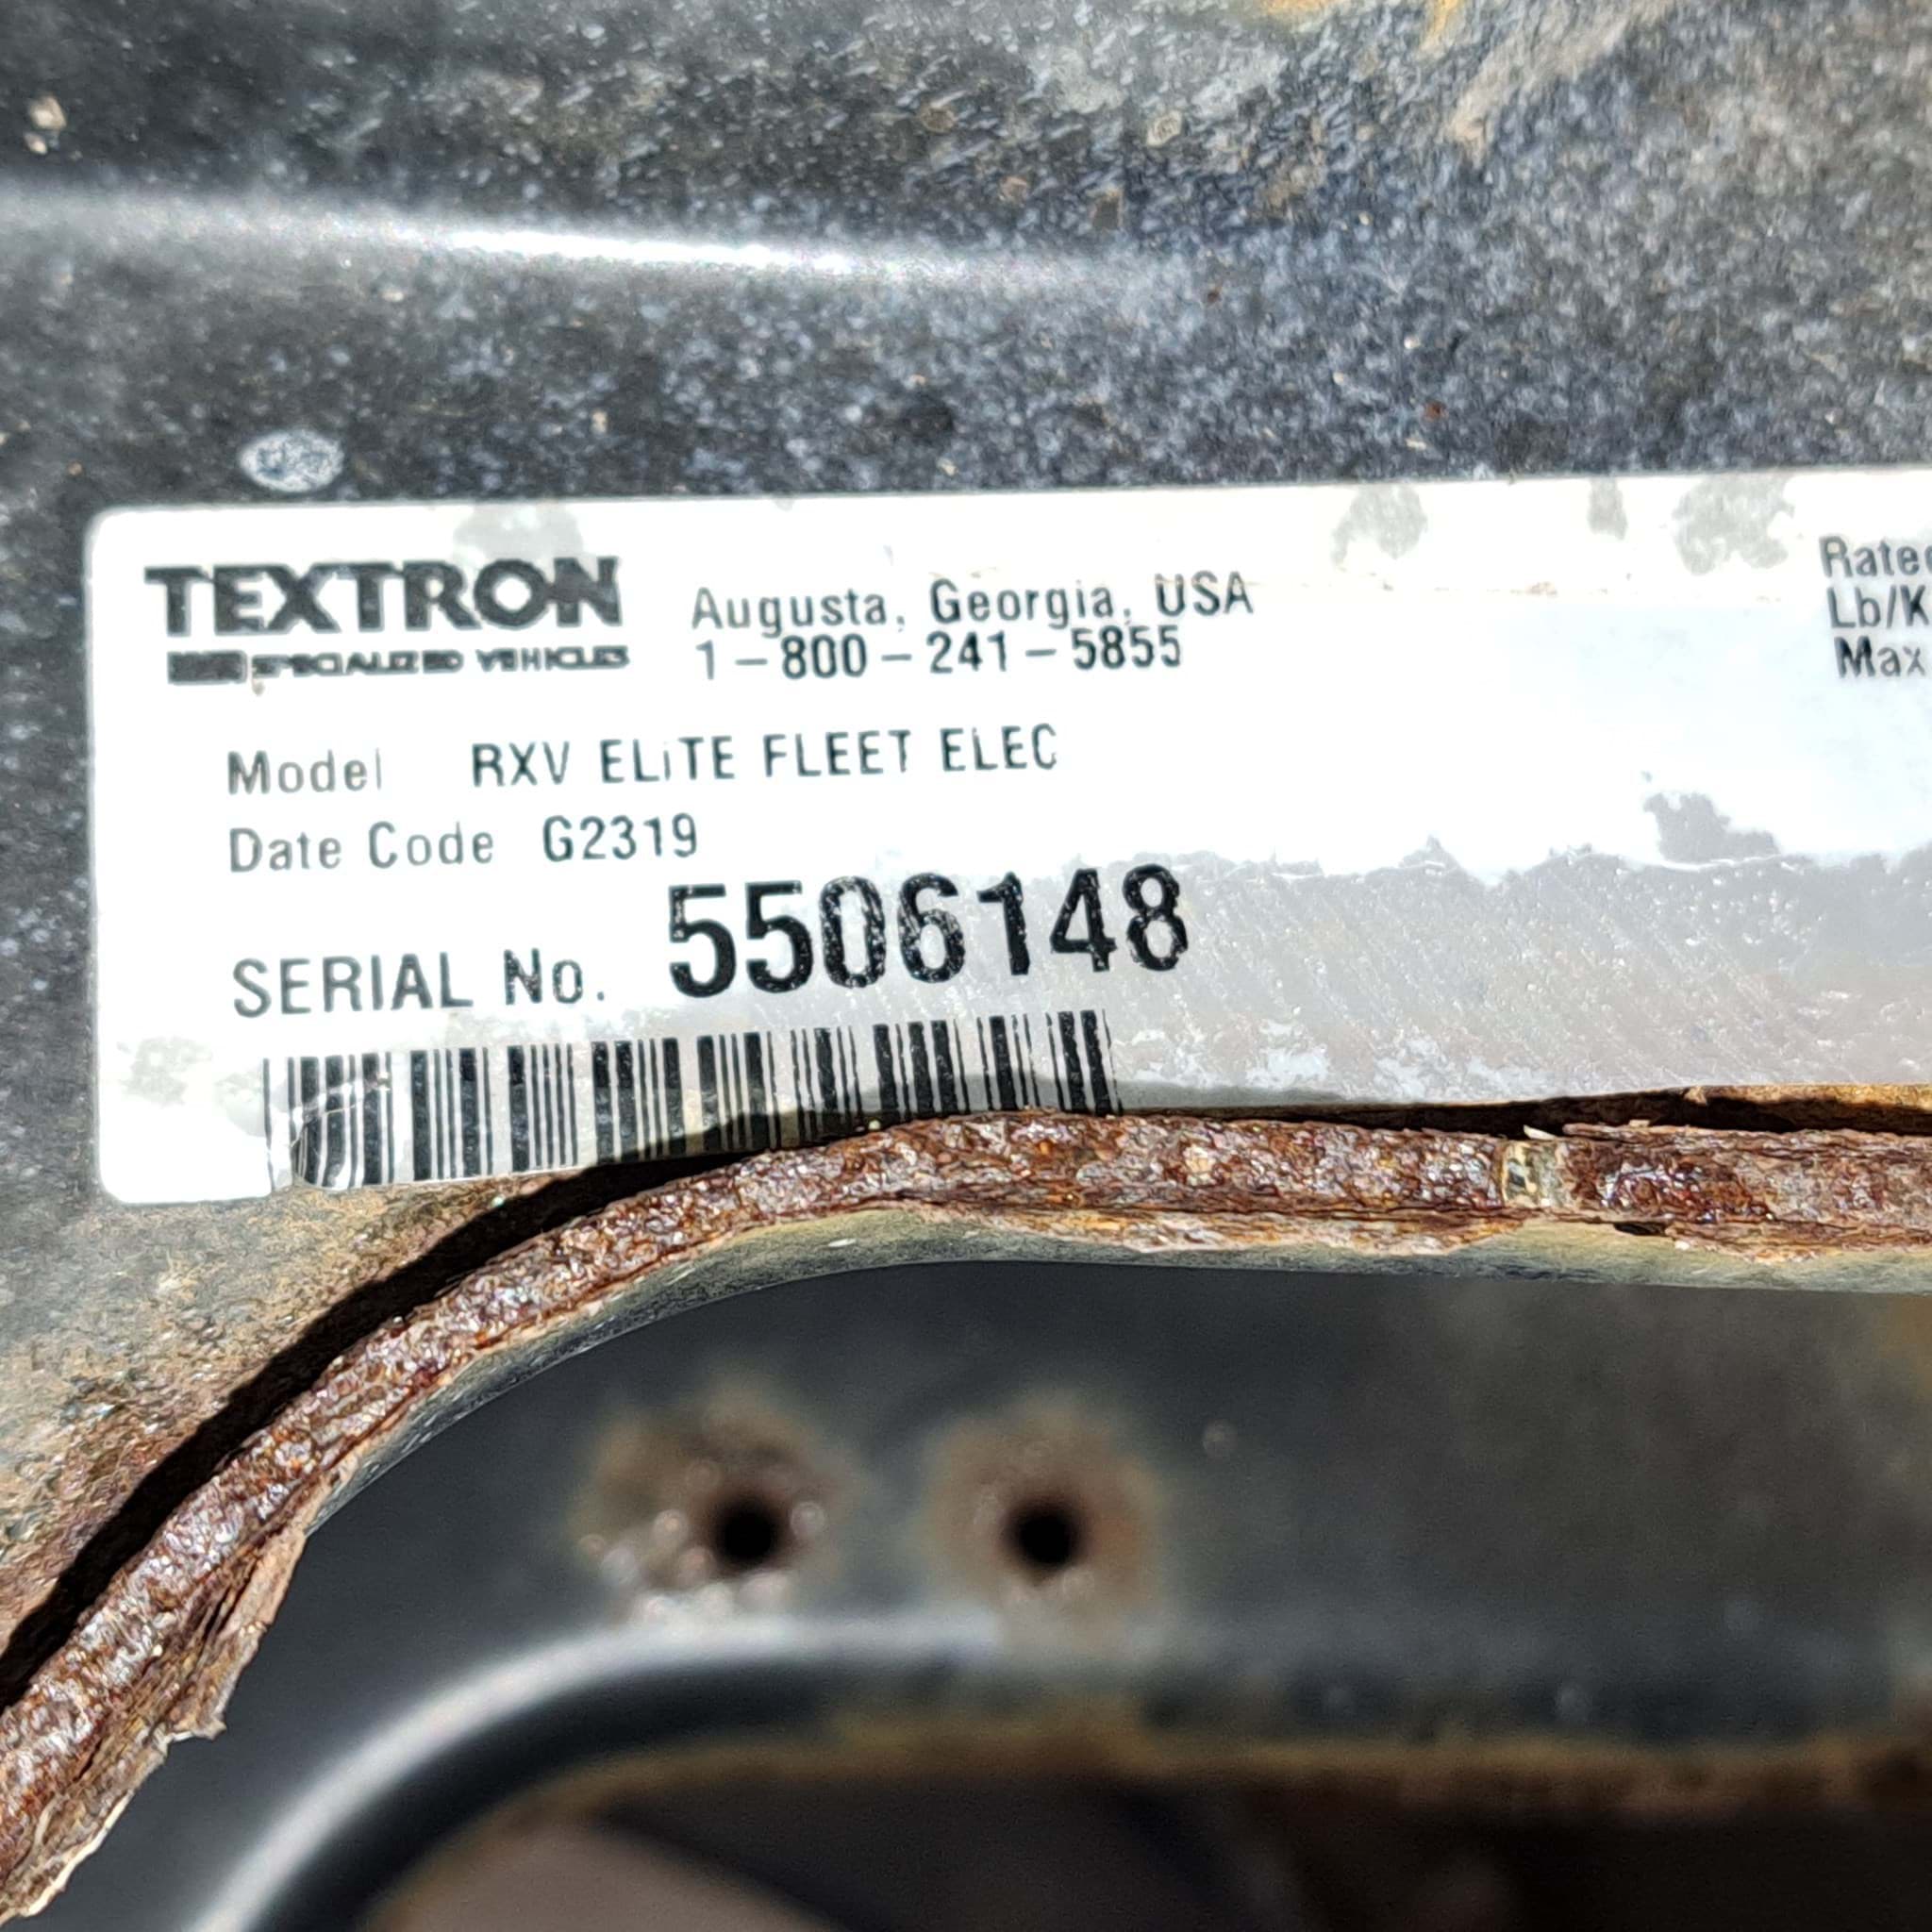 TEXTRON
SPECIALIZED VEHICLES
Augusta, Georgia, USA
1-800-241-5855
Model RXV ELiTE FLEET ELEC
Date Code G2319
SERIAL No. 5506148
Lb/K
Max